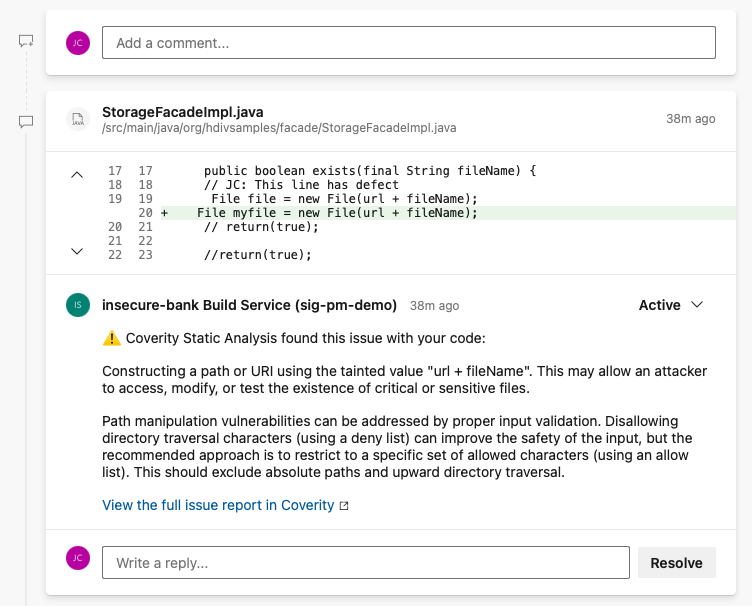 JC
Add a comment...
JAVA
StorageFacadeImpl.java
/src/main/java/org/hdivsamples/facade/StorageFacadeImpl.java
38m ago
17 17 public boolean exists(final String fileName) {
18 18 // JC: This line has defect
19 19 File file = new File(url + fileName);
20 + File myfile = new File(url + fileName);
20 21 // return(true);
21 22
22 23 //return(true);
IS
insecure-bank Build Service (sig-pm-demo) 38m ago
Active
Coverity Static Analysis found this issue with your code:
Constructing a path or URI using the tainted value "url + fileName". This may allow an attacker
to access, modify, or test the existence of critical or sensitive files.
Path manipulation vulnerabilities can be addressed by proper input validation. Disallowing
directory traversal characters (using a deny list) can improve the safety of the input, but the
recommended approach is to restrict to a specific set of allowed characters (using an allow
list). This should exclude absolute paths and upward directory traversal.
View the full issue report in Coverity
JC
Write a reply...
Resolve